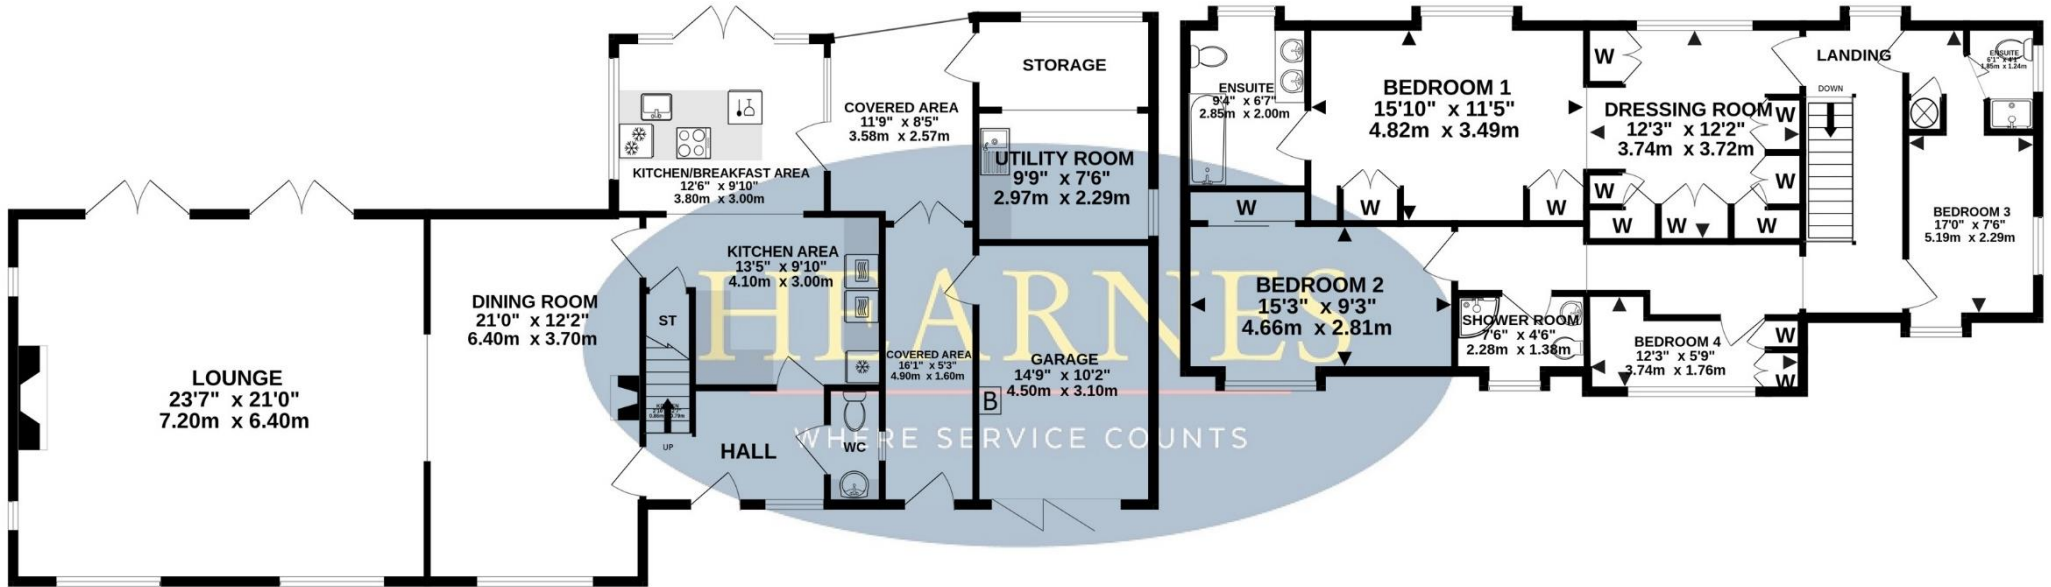 LOUNGE
23'7" x 21'0"
7.20m x 6.40m
DINING ROOM
21'0" x 12'2"
6.40m x 3.70m
KITCHEN/BREAKFAST AREA
12'6" x 9'10"
3.80m x 3.00m
KITCHEN AREA
13'5" x 9'10"
4.10m x 3.00m
ST
UP
HALL
WC
COVERED AREA
11'9" x 8'5"
3.58m x 2.57m
COVERED AREA
16'1" x 5'3"
4.90m x 1.60m
STORAGE
UTILITY ROOM
9'9" x 7'6"
2.97m x 2.29m
GARAGE
14'9" x 10'2"
4.50m x 3.10m
B
HEARNES
WHERE SERVICE COUNTS
ENSUITE
9'4" x 6'7"
2.85m x 2.00m
BEDROOM 1
15'10" x 11'5"
4.82m x 3.49m
W
W
W
BEDROOM 2
15'3" x 9'3"
4.66m x 2.81m
W
DRESSING ROOM
12'3" x 12'2"
3.74m x 3.72m
W
W
W
W
W
W
LANDING
DOWN
ENSUITE
6'1" x 4'1"
1.85m x 1.24m
BEDROOM 3
17'0" x 7'6"
5.19m x 2.29m
SHOWER ROOM
7'6" x 4'6"
2.28m x 1.38m
BEDROOM 4
12'3" x 5'9"
3.74m x 1.76m
W
W